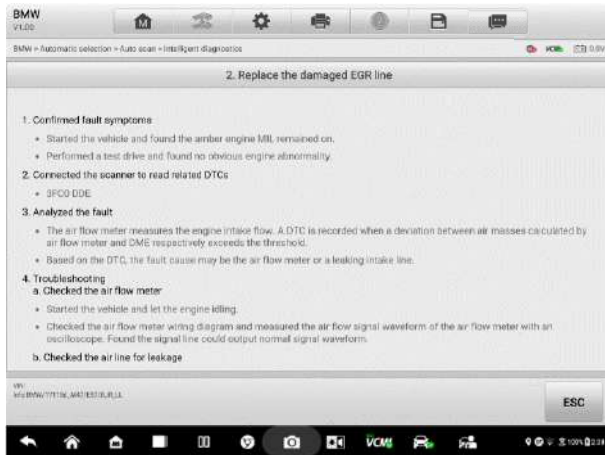 BMW
V1.00
BMW > Automatic selection > Auto scan > Intelligent diagnostics
2. Replace the damaged EGR line
1. Confirmed fault symptoms
• Started the vehicle and found the amber engine MIL remained on.
• Performed a test drive and found no obvious engine abnormality.
2. Connected the scanner to read related DTCs
• 3FC0 DDE
3. Analyzed the fault
• The air flow meter measures the engine intake flow. A DTC is recorded when a deviation between air masses calculated by
air flow meter and DME respectively exceeds the threshold.
• Based on the DTC, the fault cause may be the air flow meter or a leaking intake line.
4. Troubleshooting
a. Checked the air flow meter
• Started the vehicle and let the engine idling.
• Checked the air flow meter wiring diagram and measured the air flow signal waveform of the air flow meter with an
oscilloscope. Found the signal line could output normal signal waveform.
b. Checked the air line for leakage
ESC
VCMI